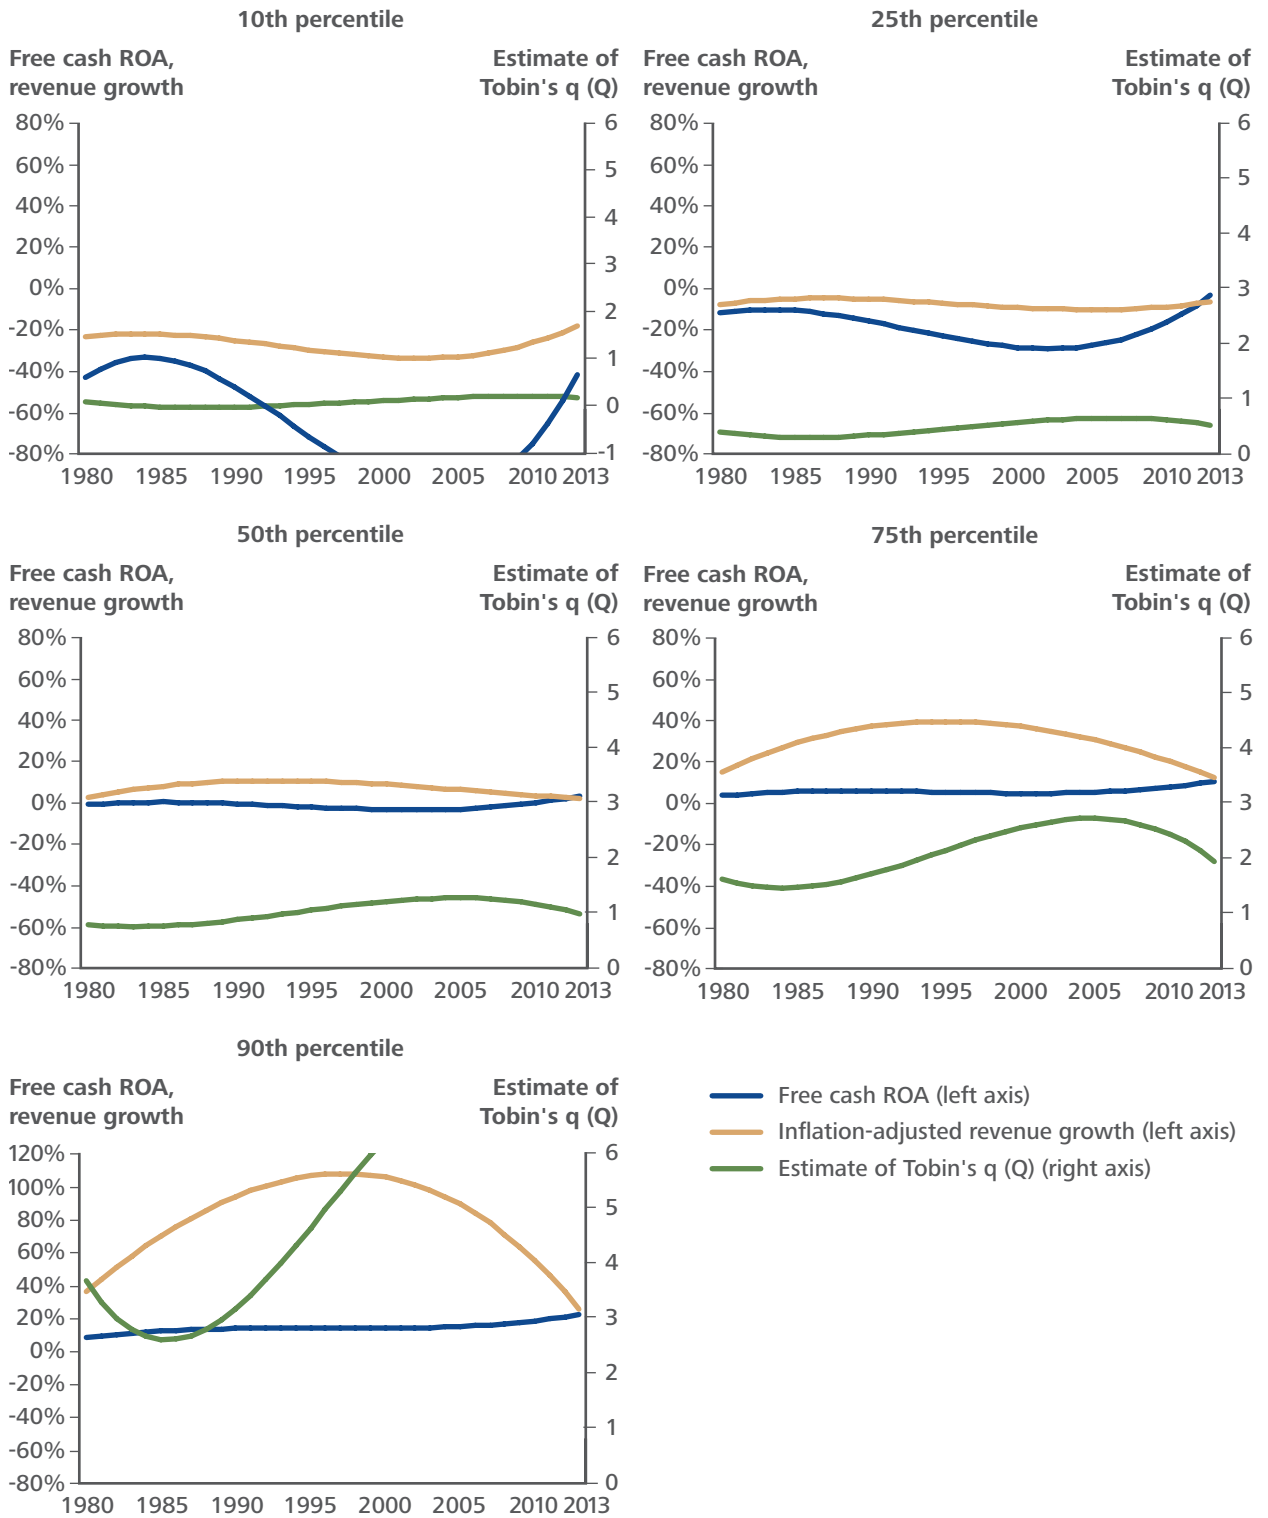 10th percentile
Free cash ROA,
revenue growth
Estimate of
Tobin's q (Q)
80%
60%
40%
20%
0%
-20%
-40%
-60%
-80%
6
5
4
3
2
1
0
-1
1980 1985 1990 1995 2000 2005 2010 2013
25th percentile
Free cash ROA,
revenue growth
Estimate of
Tobin's q (Q)
80%
60%
40%
20%
0%
-20%
-40%
-60%
-80%
6
5
4
3
2
1
0
1980 1985 1990 1995 2000 2005 2010 2013
50th percentile
Free cash ROA,
revenue growth
Estimate of
Tobin's q (Q)
80%
60%
40%
20%
0%
-20%
-40%
-60%
-80%
6
5
4
3
2
1
0
1980 1985 1990 1995 2000 2005 2010 2013
75th percentile
Free cash ROA,
revenue growth
Estimate of
Tobin's q (Q)
80%
60%
40%
20%
0%
-20%
-40%
-60%
-80%
6
5
4
3
2
1
0
1980 1985 1990 1995 2000 2005 2010 2013
90th percentile
Free cash ROA,
revenue growth
Estimate of
Tobin's q (Q)
120%
100%
80%
60%
40%
20%
0%
-20%
-40%
-60%
-80%
6
5
4
3
2
1
0
1980 1985 1990 1995 2000 2005 2010 2013
Free cash ROA (left axis)
Inflation-adjusted revenue growth (left axis)
Estimate of Tobin's q (Q) (right axis)